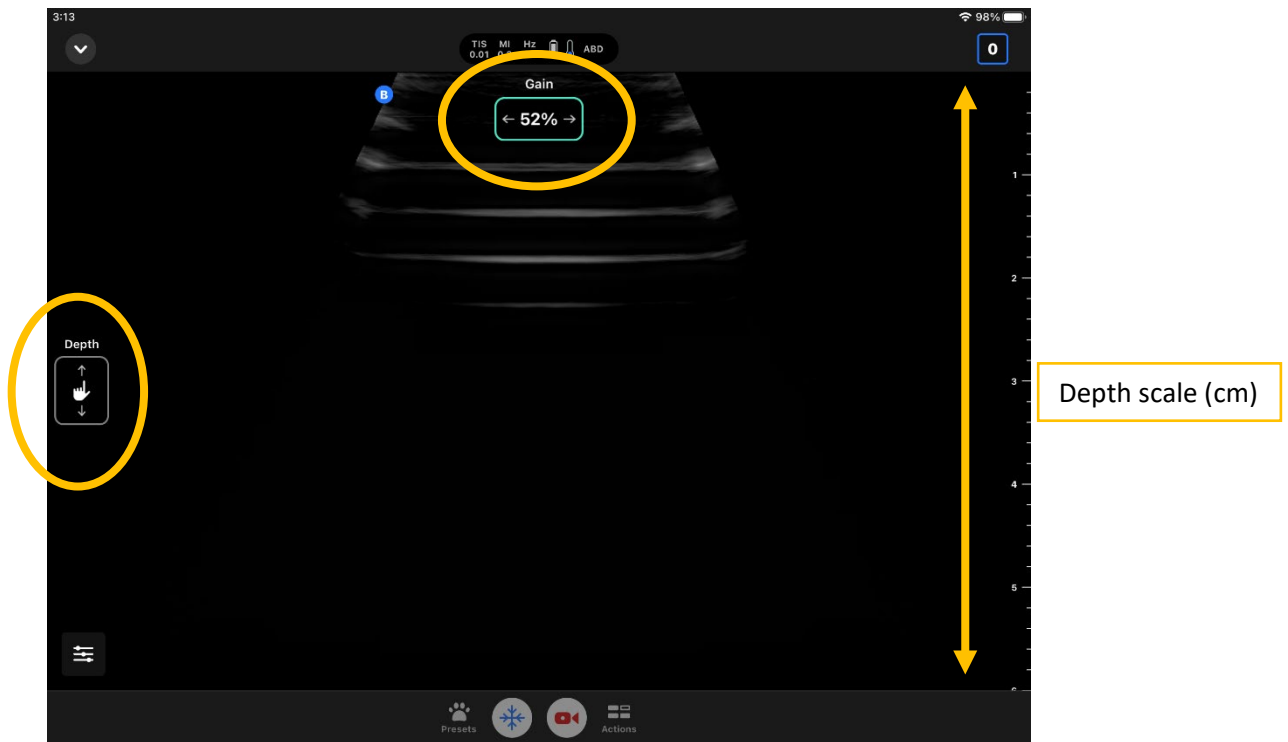 3:13
98%
TIS MI Hz
0.01 ABD
0
B
Gain
← 52% →
1
2
Depth
3
Depth scale (cm)
4
5
Presets
Actions